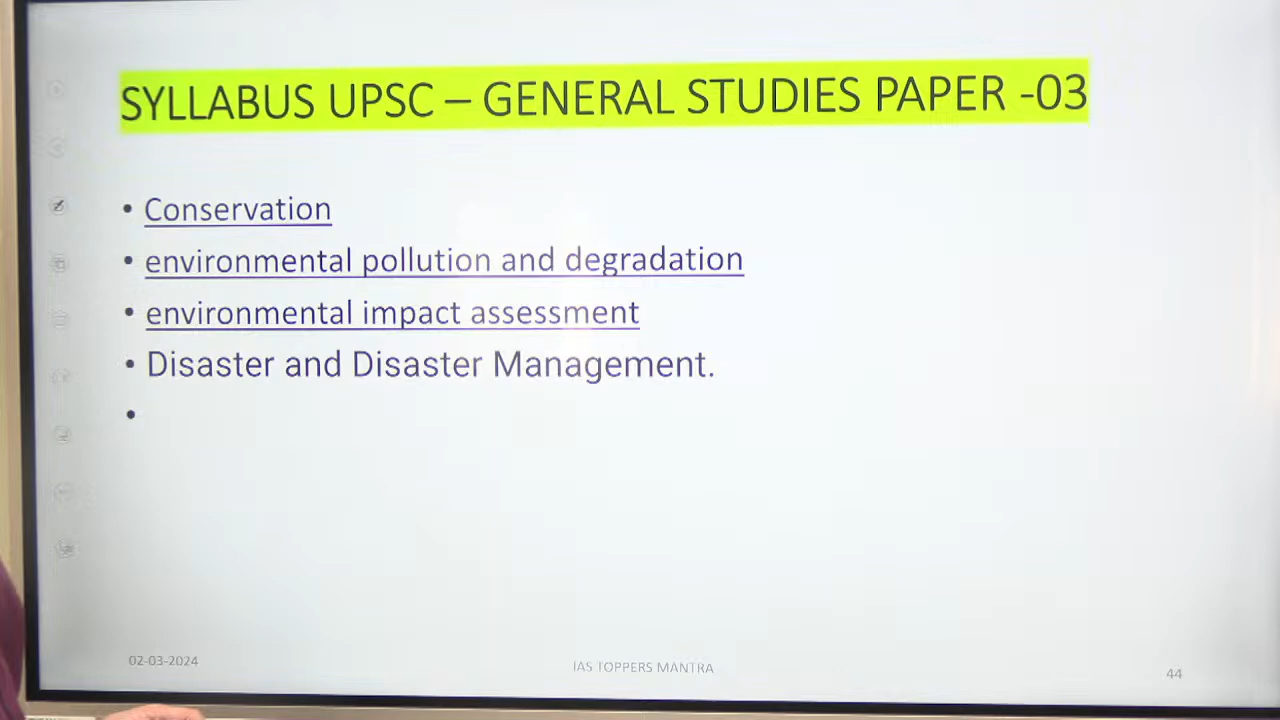 SYLLABUS UPSC – GENERAL STUDIES PAPER -03
• Conservation
• environmental pollution and degradation
• environmental impact assessment
• Disaster and Disaster Management.
•
02-03-2024
IAS TOPPERS MANTRA
44